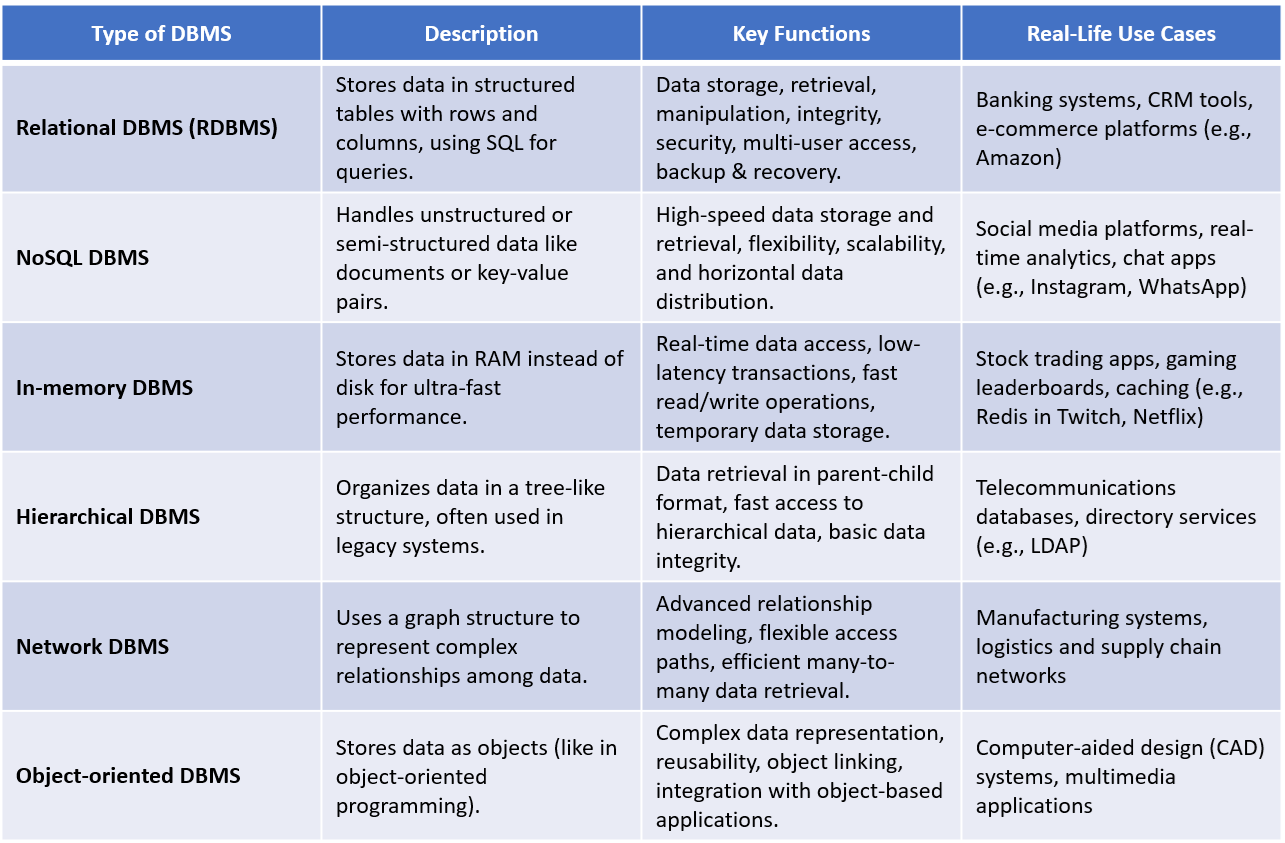 Type of DBMS
Description
Key Functions
Real-Life Use Cases
Relational DBMS (RDBMS)
Stores data in structured
tables with rows and
columns, using SQL for
queries.
Data storage, retrieval,
manipulation, integrity,
security, multi-user access,
backup & recovery.
Banking systems, CRM tools,
e-commerce platforms (e.g.,
Amazon)
NoSQL DBMS
Handles unstructured or
semi-structured data like
documents or key-value
pairs.
High-speed data storage and
retrieval, flexibility, scalability,
and horizontal data
distribution.
Social media platforms, real-
time analytics, chat apps
(e.g., Instagram, WhatsApp)
In-memory DBMS
Stores data in RAM instead of
disk for ultra-fast
performance.
Real-time data access, low-
latency transactions, fast
read/write operations,
temporary data storage.
Stock trading apps, gaming
leaderboards, caching (e.g.,
Redis in Twitch, Netflix)
Hierarchical DBMS
Organizes data in a tree-like
structure, often used in
legacy systems.
Data retrieval in parent-child
format, fast access to
hierarchical data, basic data
integrity.
Telecommunications
databases, directory services
(e.g., LDAP)
Network DBMS
Uses a graph structure to
represent complex
relationships among data.
Advanced relationship
modeling, flexible access
paths, efficient many-to-
many data retrieval.
Manufacturing systems,
logistics and supply chain
networks
Object-oriented DBMS
Stores data as objects (like in
object-oriented
programming).
Complex data representation,
reusability, object linking,
integration with object-based
applications.
Computer-aided design (CAD)
systems, multimedia
applications